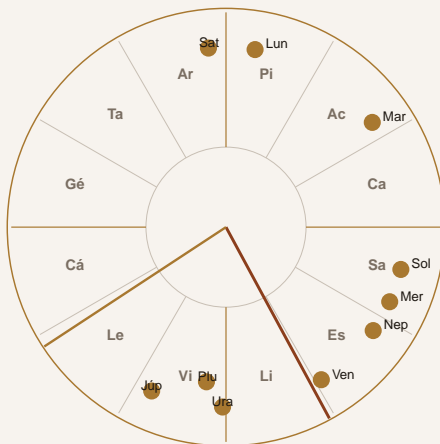 Sat
Lun
Ar
Pi
Ta
Ac
Mar
Gé
Ca
Cá
Sa
Sol
Mer
Le
Es
Nep
Vi
Plu
Li
Ven
Júp
Ura